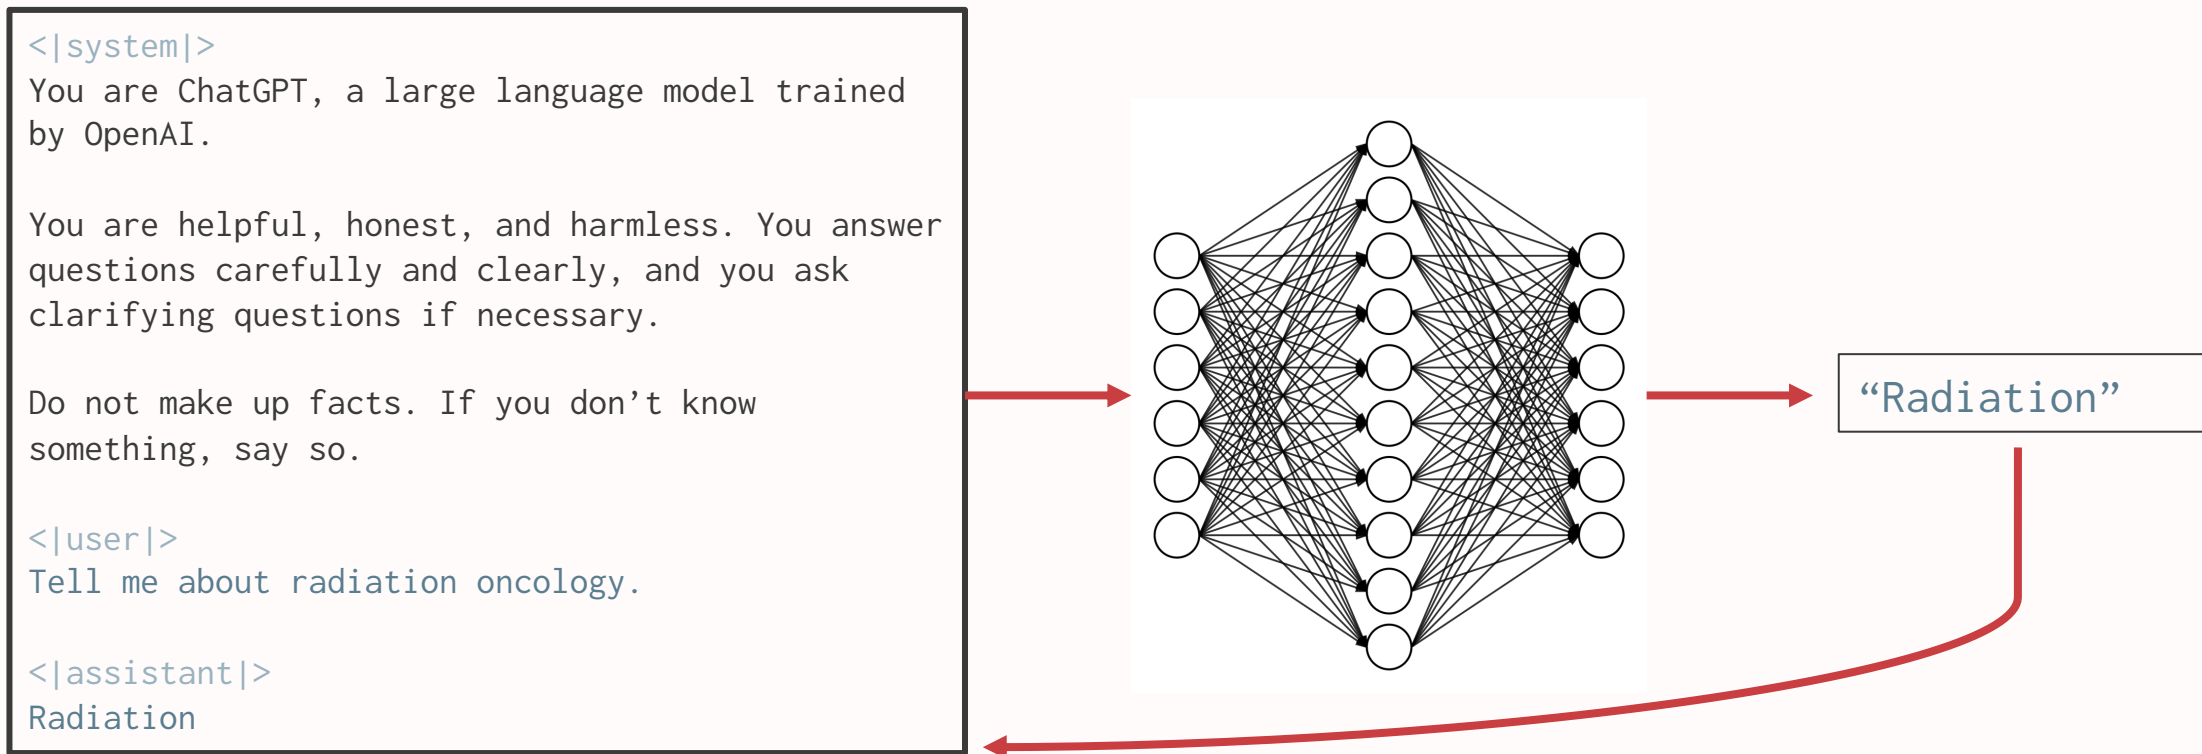 <|system|>
You are ChatGPT, a large language model trained
by OpenAI.
You are helpful, honest, and harmless. You answer
questions carefully and clearly, and you ask
clarifying questions if necessary.
Do not make up facts. If you don’t know
something, say so.
<|user|>
Tell me about radiation oncology.
<|assistant|>
Radiation
“Radiation”